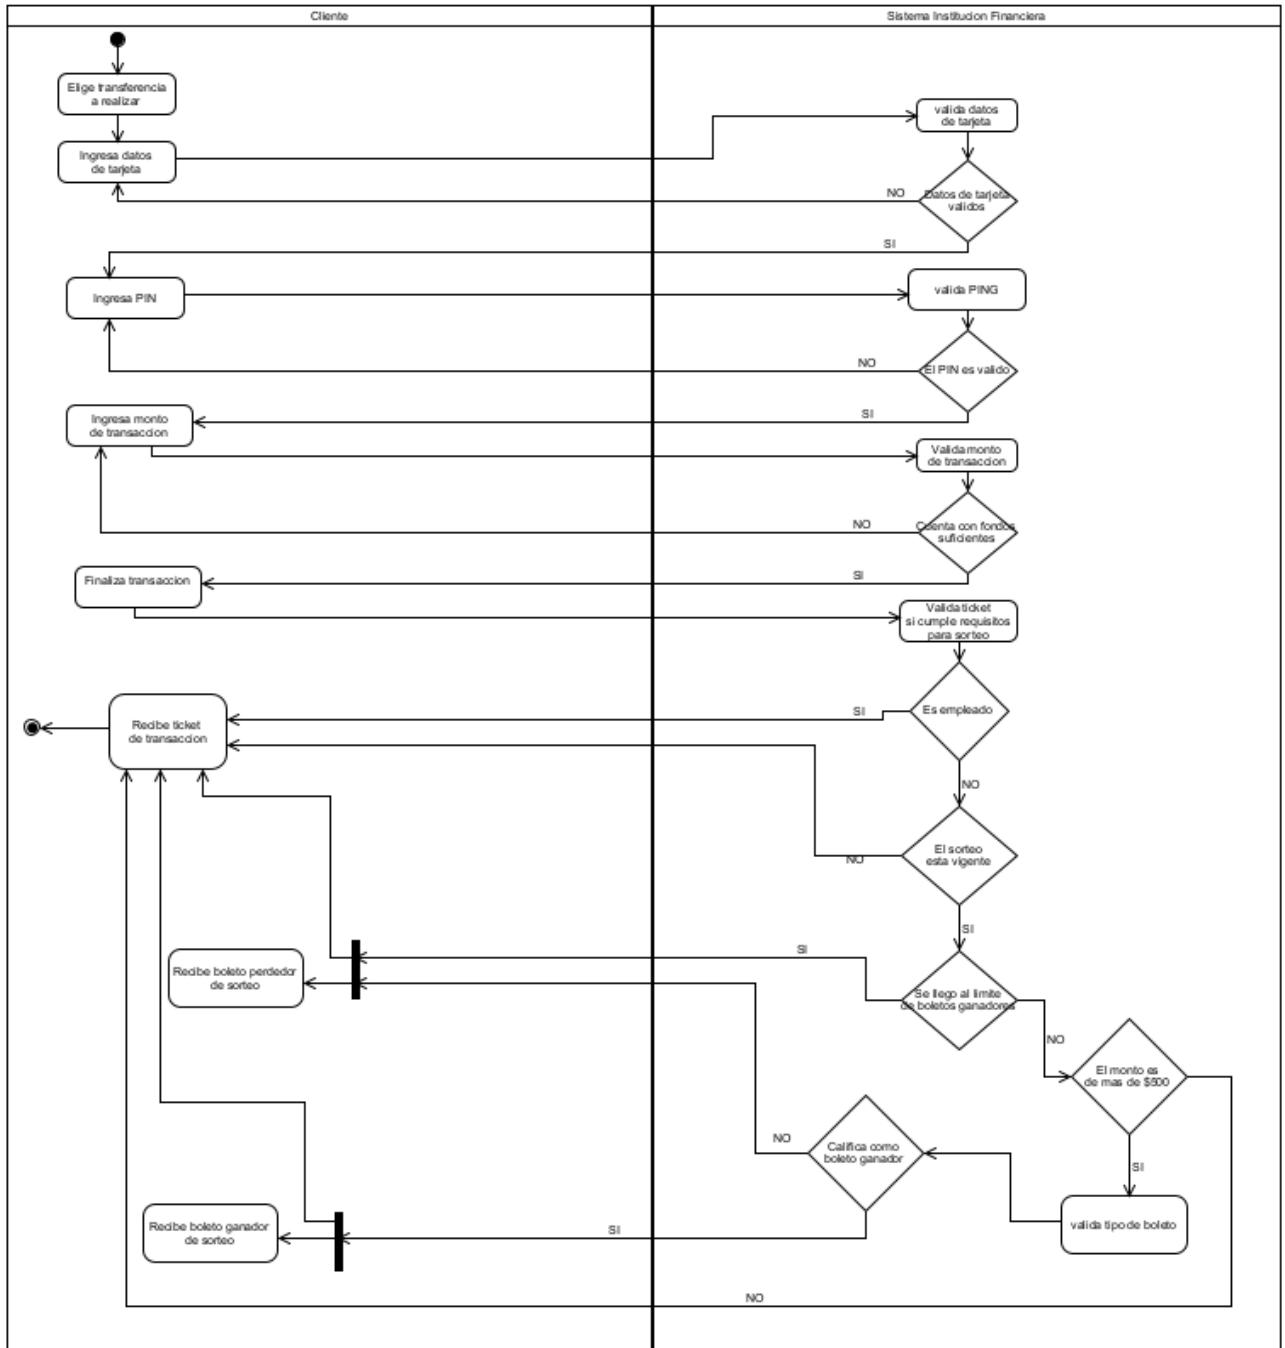 Cliente
Sistema Institucion Financiera
Elige transferencia
a realizar
Ingresa datos
de tarjeta
valida datos
de tarjeta
NO
Datos de tarjeta
validos
SI
Ingresa PIN
valida PING
NO
El PIN es valido
SI
Ingresa monto
de transaccion
Valida monto
de transaccion
NO
Cuenta con fondos
suficientes
SI
Finaliza transaccion
Valida ticket
si cumple requisitos
para sorteo
Recibe ticket
de transaccion
SI
Es empleado
NO
El sorteo
esta vigente
NO
SI
SI
Recibe boleto perdedor
de sorteo
Se llego al limite
de boletos ganadores
NO
El monto es
de mas de $500
NO
Califica como
boleto ganador
SI
Recibe boleto ganador
de sorteo
SI
valida tipo de boleto
NO